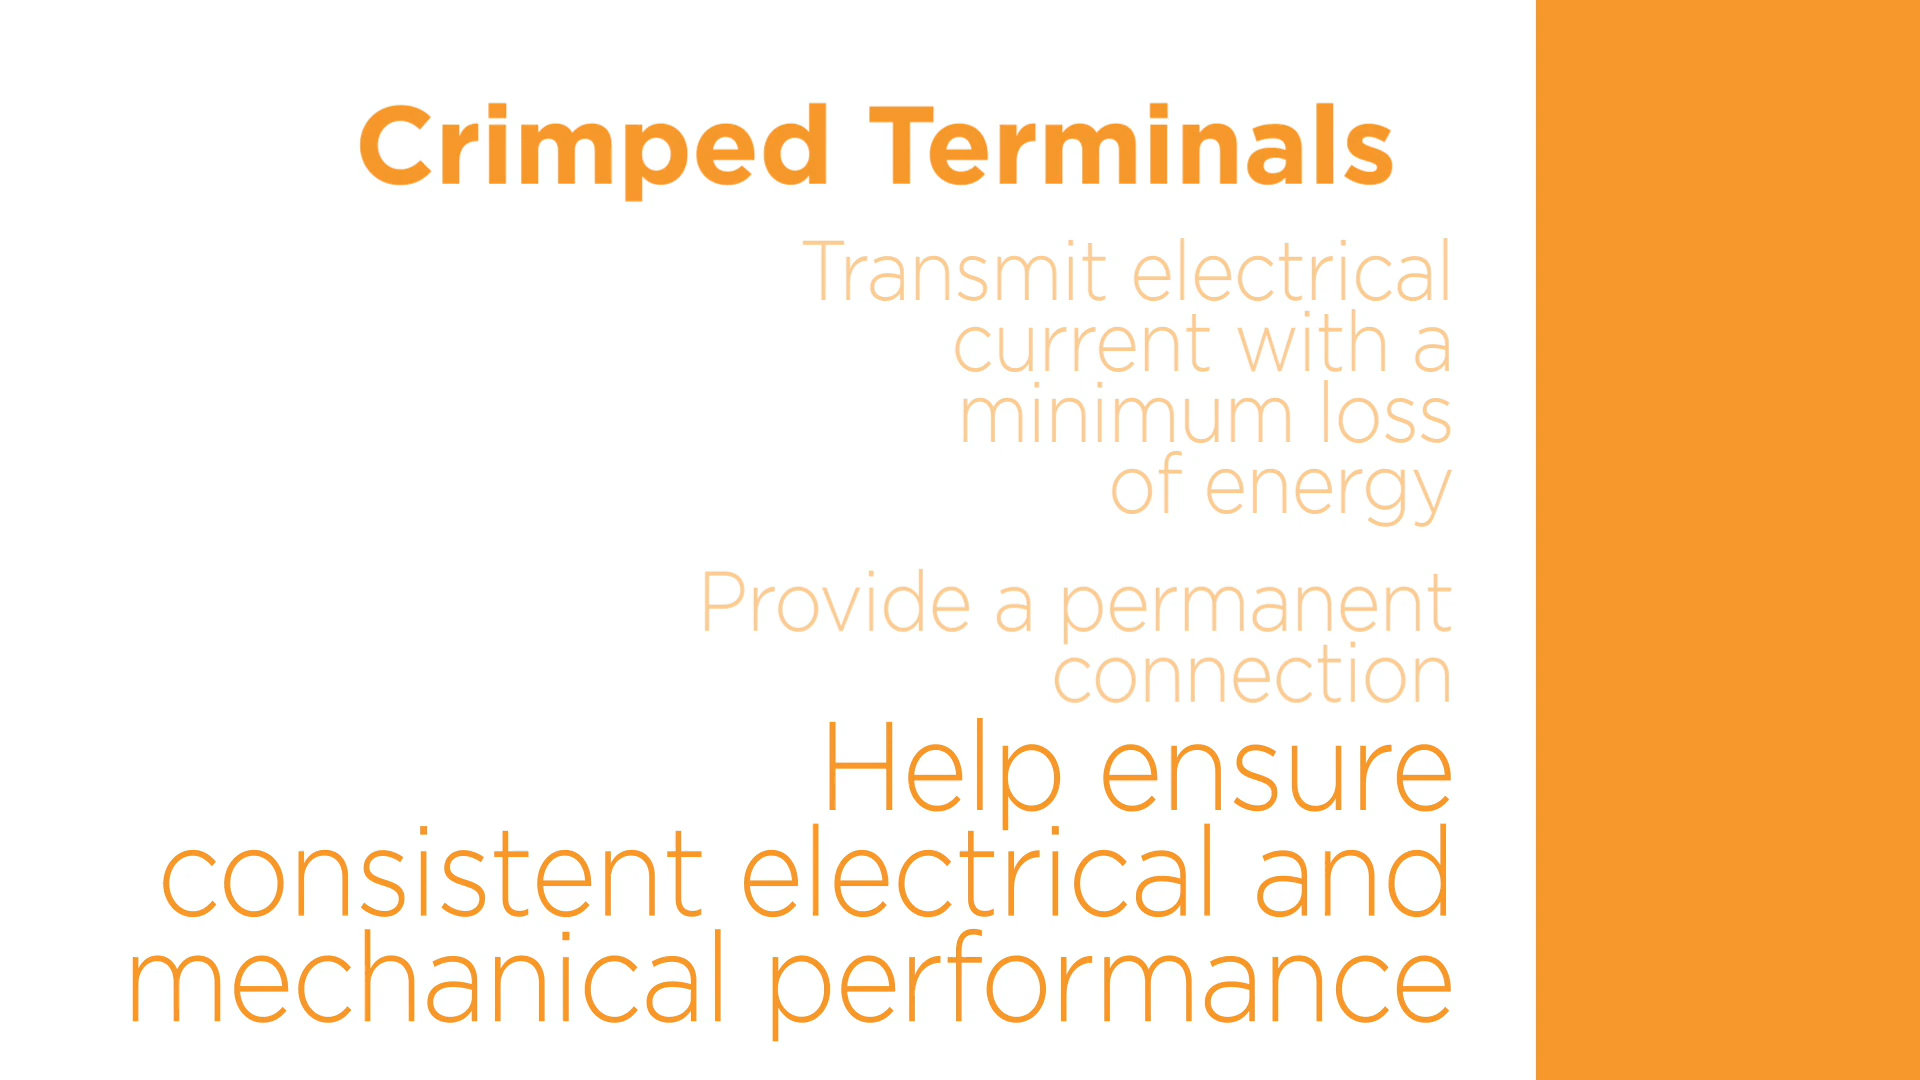 Crimped Terminals
Transmit electrical
current with a
minimum loss
of energy
Provide a permanent
connection
Help ensure
consistent electrical and
mechanical performance